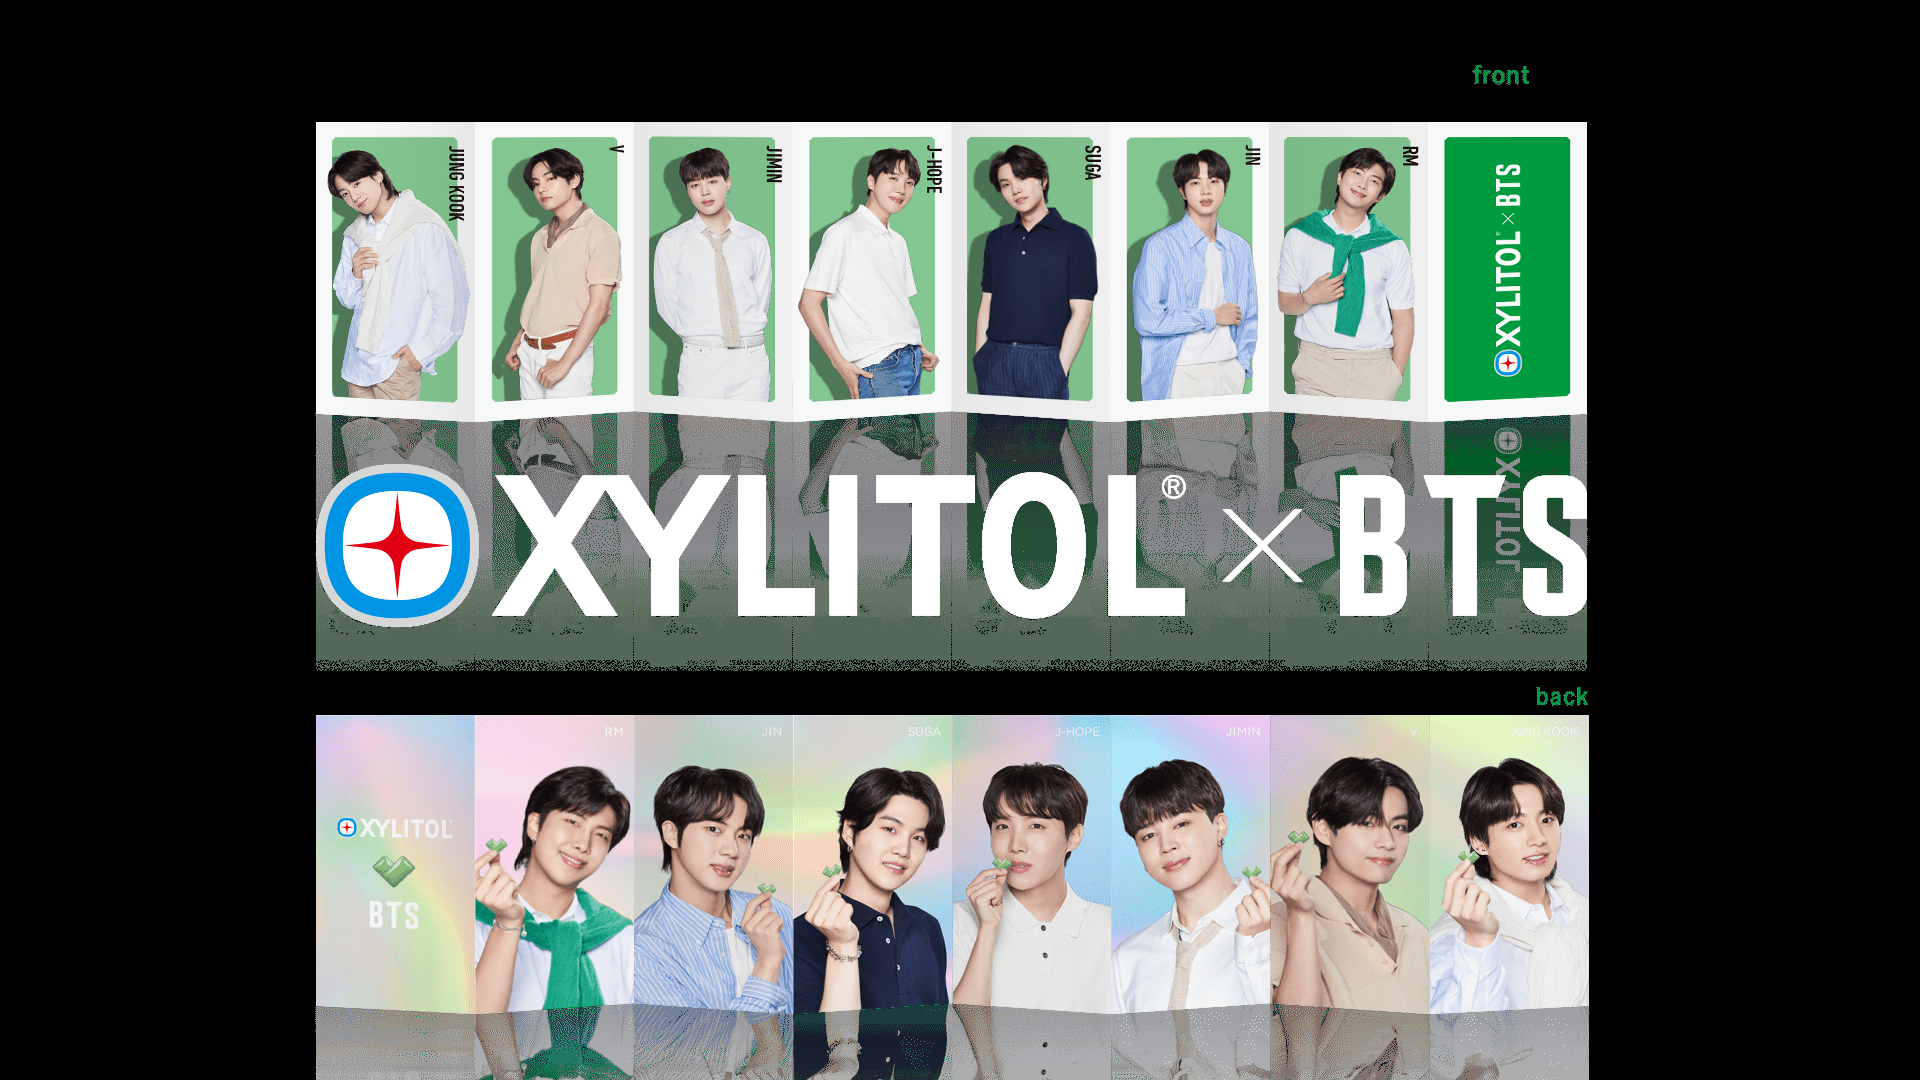 front
JUNG KOOK
V
JIMIN
J-HOPE
SUGA
JIN
RM
XYLITOL® × BTS
XYLITOL® × BTS
XYLITOL
back
RM
JIN
SUGA
J-HOPE
JIMIN
V
JUNG KOOK
XYLITOL
BTS